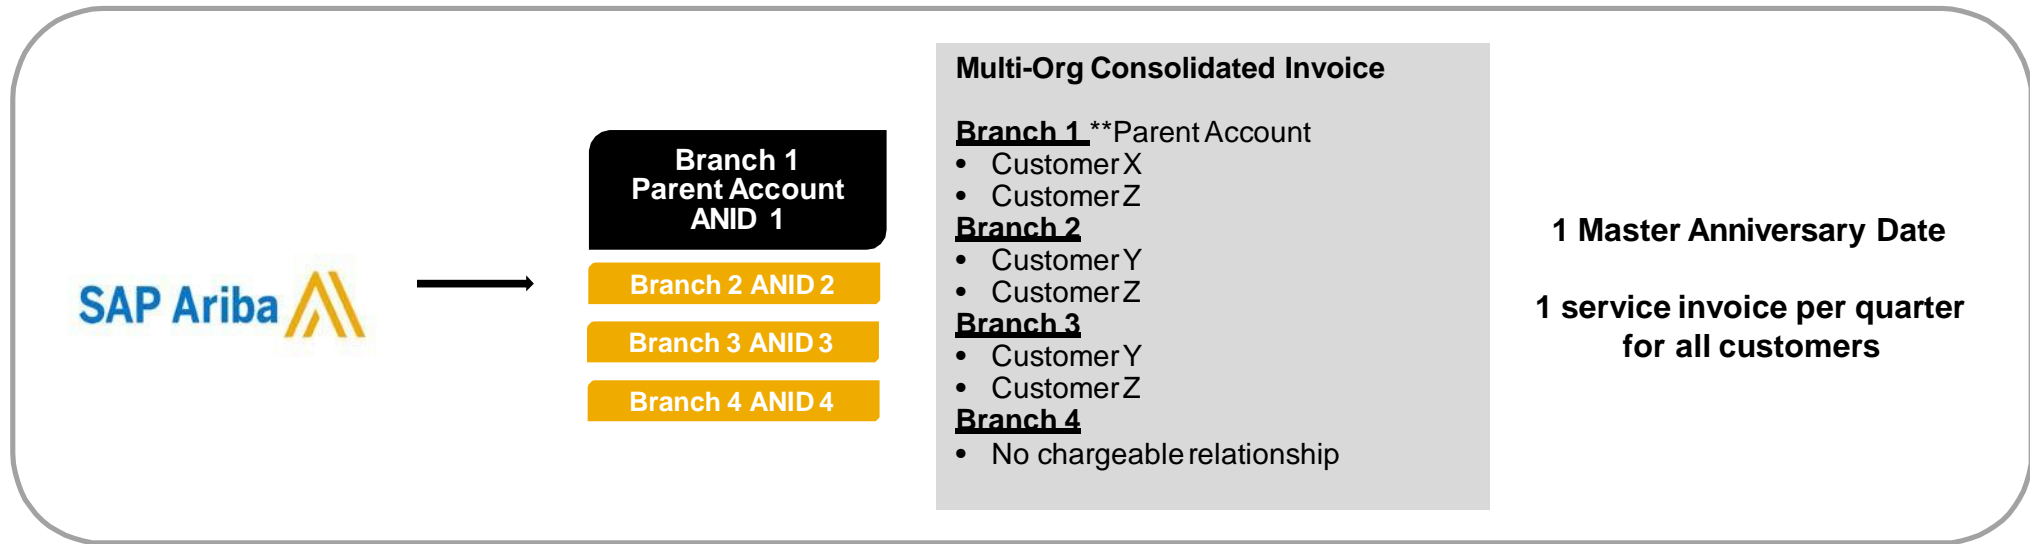 SAP Ariba
Branch 1
Parent Account
ANID 1
Branch 2 ANID 2
Branch 3 ANID 3
Branch 4 ANID 4
Multi-Org Consolidated Invoice
Branch 1 **Parent Account
• Customer X
• Customer Z
Branch 2
• Customer Y
• Customer Z
Branch 3
• Customer Y
• Customer Z
Branch 4
• No chargeable relationship
1 Master Anniversary Date
1 service invoice per quarter
for all customers